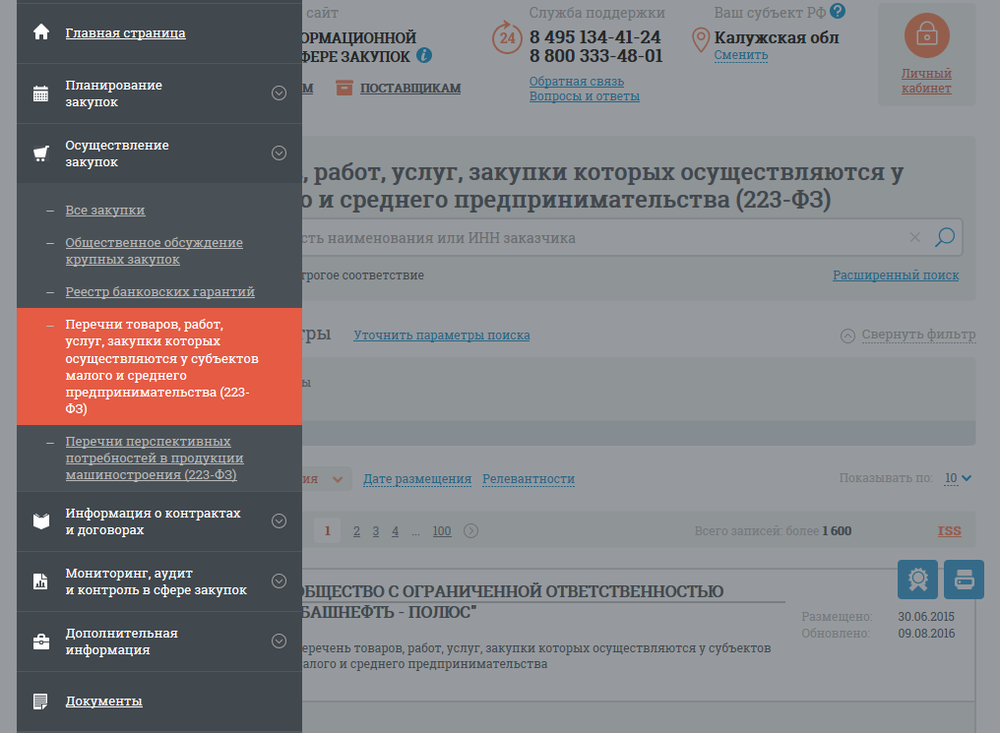 Главная страница
Планирование
закупок
Осуществление
закупок
Все закупки
Общественное обсуждение
крупных закупок
Реестр банковских гарантий
Перечни товаров, работ,
услуг, закупки которых
осуществляются у субъектов
малого и среднего
предпринимательства (223-
ФЗ)
Перечни перспективных
потребностей в продукции
машиностроения (223-ФЗ)
Информация о контрактах
и договорах
Мониторинг, аудит
и контроль в сфере закупок
Дополнительная
информация
Документы
сайт
ОРМАЦИОННОЙ
ФЕРЕ ЗАКУПОК
М ПОСТАВЩИКАМ
Служба поддержки
24 8 495 134-41-24
8 800 333-48-01
Обратная связь
Вопросы и ответы
Ваш субъект РФ ?
Калужская обл
Сменить
Личный
кабинет
, работ, услуг, закупки которых осуществляются у
о и среднего предпринимательства (223-ФЗ)
сть наименования или ИНН заказчика
трогое соответствие Расширенный поиск
тры Уточнить параметры поиска Свернуть фильтр
ы
ия Дате размещения Релевантности Показывать по: 10
1 2 3 4 ... 100 Всего записей: более 1 600 rss
ОБЩЕСТВО С ОГРАНИЧЕННОЙ ОТВЕТСТВЕННОСТЬЮ
БАШНЕФТЬ - ПОЛЮС"
еречень товаров, работ, услуг, закупки которых осуществляются у субъектов
алого и среднего предпринимательства
Размещено: 30.06.2015
Обновлено: 09.08.2016